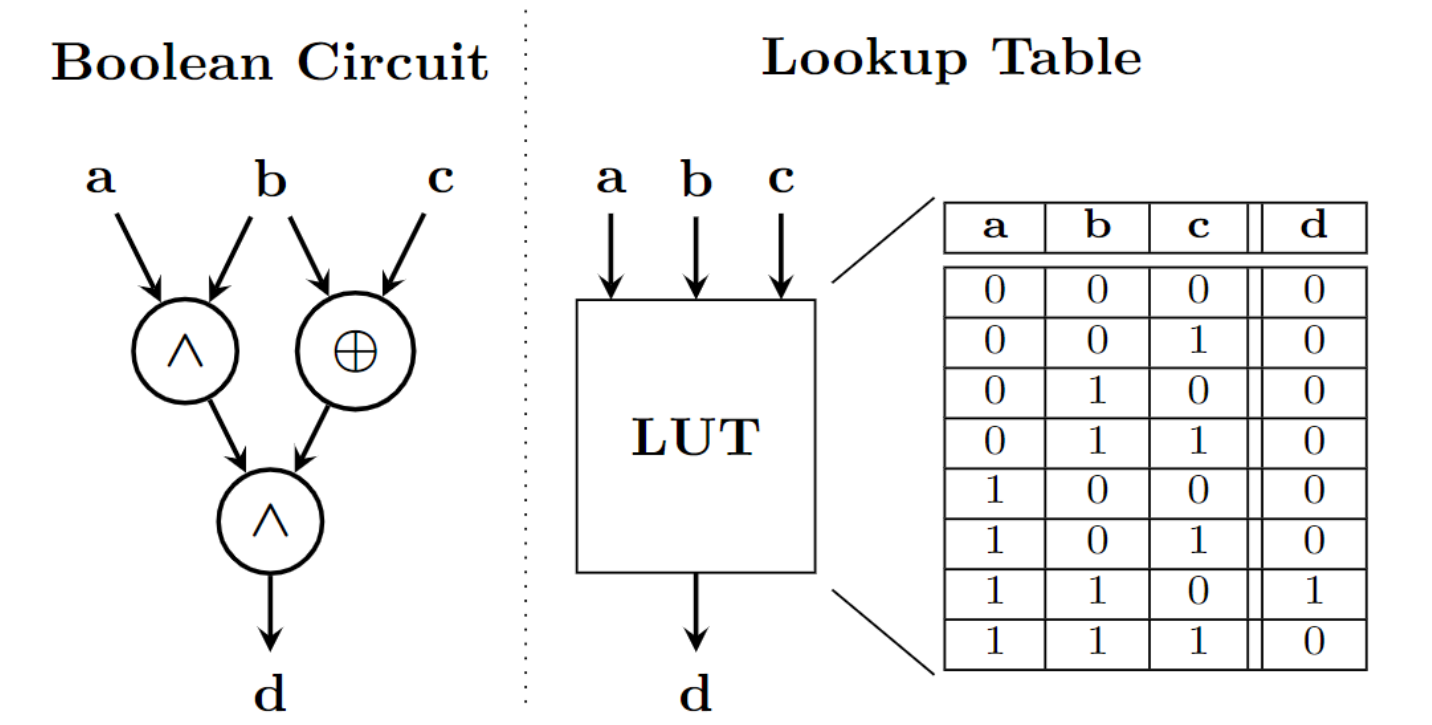 Boolean Circuit
a b c
∧ ⊕
∧
d
Lookup Table
a b c
LUT
d
a b c d
0 0 0 0
0 0 1 0
0 1 0 0
0 1 1 0
1 0 0 0
1 0 1 0
1 1 0 1
1 1 1 0